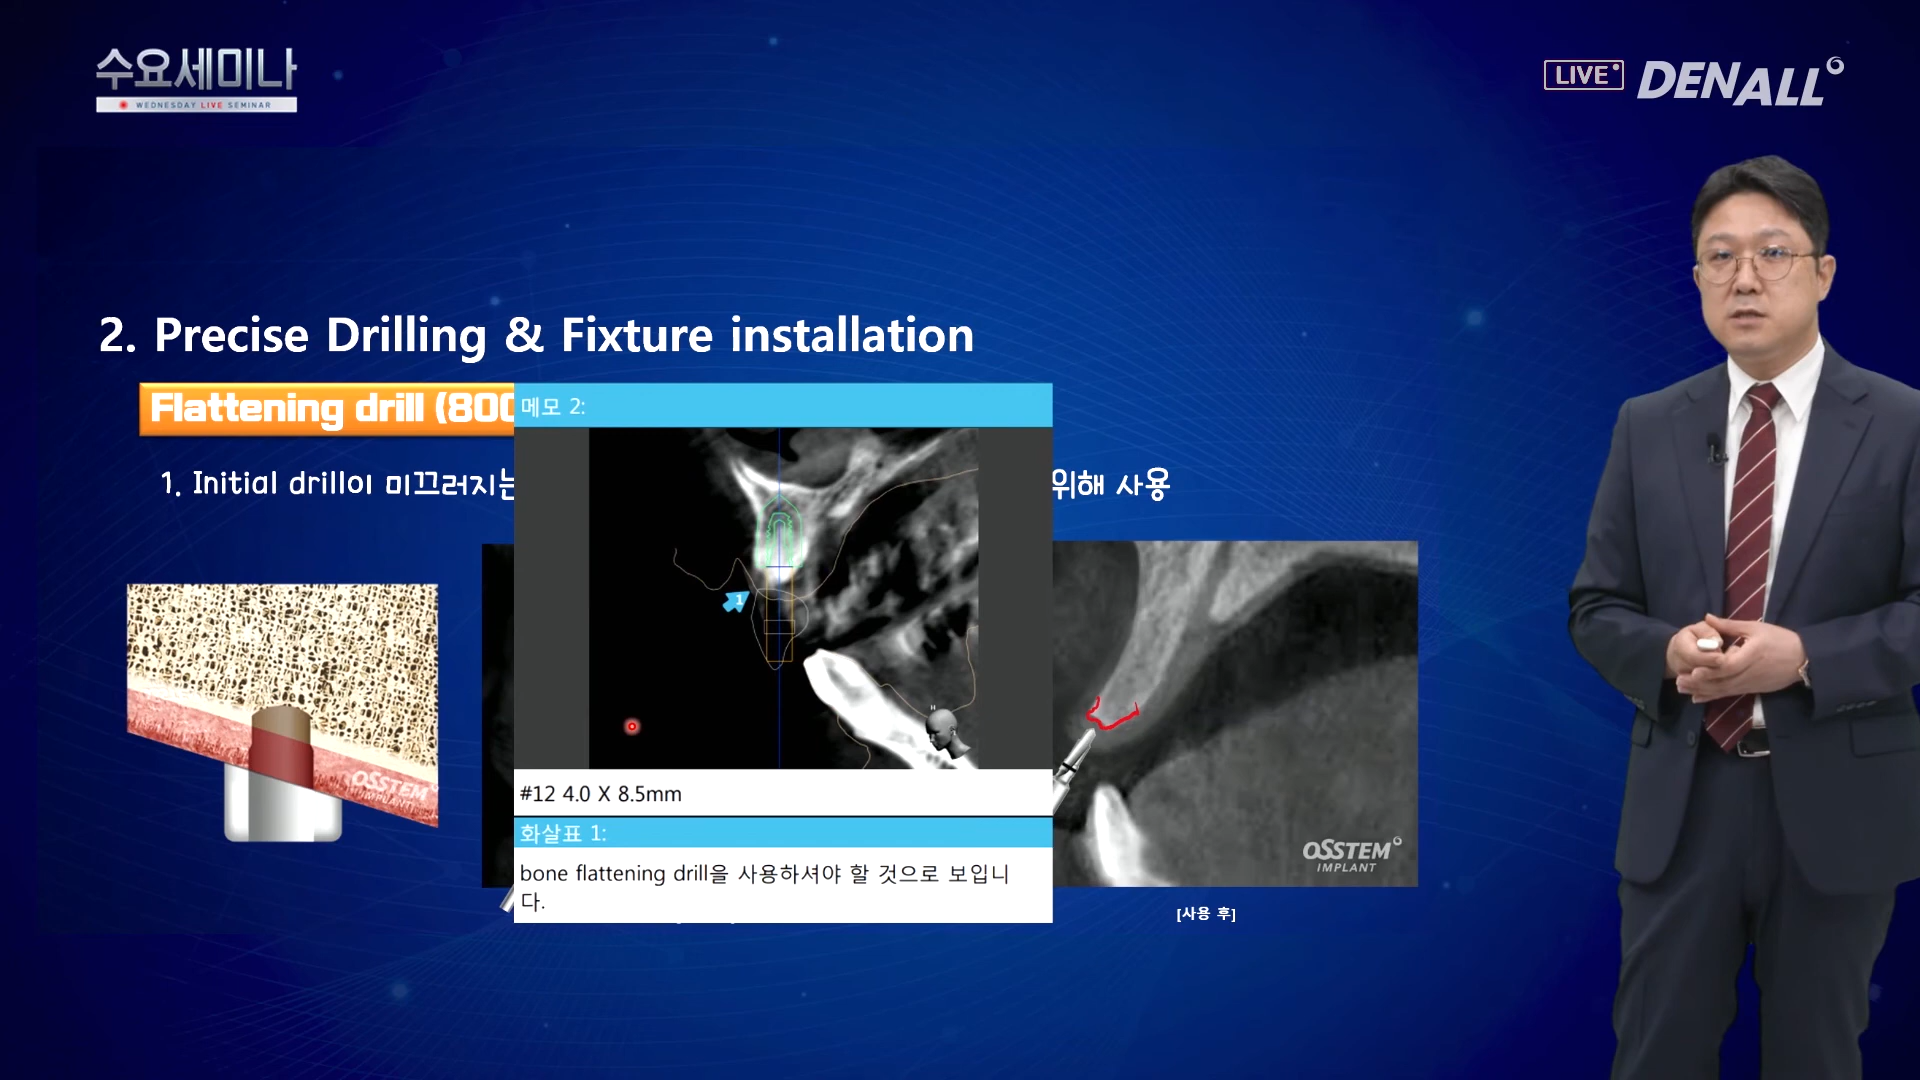 수요세미나
WEDNESDAY LIVE SEMINAR
LIVE
DENALL
2. Precise Drilling & Fixture installation
Flattening drill (800
메모 2:
1. Initial drill이 미끄러지는
위해 사용
1
OSSTEM
IMPLANT
#12 4.0 X 8.5mm
화살표 1:
bone flattening drill을 사용하셔야 할 것으로 보입니
다.
OSSTEM
IMPLANT
[사용 후]